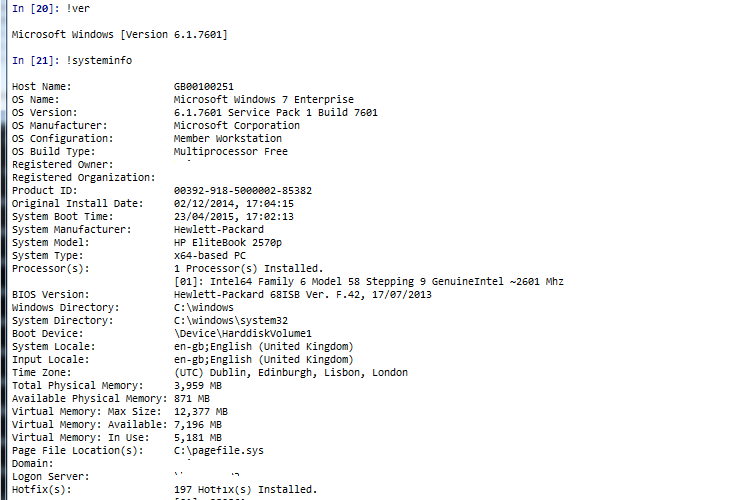 In [20]: !ver
Microsoft Windows [Version 6.1.7601]
In [21]: !systeminfo
Host Name: GB00100251
OS Name: Microsoft Windows 7 Enterprise
OS Version: 6.1.7601 Service Pack 1 Build 7601
OS Manufacturer: Microsoft Corporation
OS Configuration: Member Workstation
OS Build Type: Multiprocessor Free
Registered Owner:
Registered Organization:
Product ID: 00392-918-5000002-85382
Original Install Date: 02/12/2014, 17:04:15
System Boot Time: 23/04/2015, 17:02:13
System Manufacturer: Hewlett-Packard
System Model: HP EliteBook 2570p
System Type: x64-based PC
Processor(s): 1 Processor(s) Installed.
[01]: Intel64 Family 6 Model 58 Stepping 9 GenuineIntel ~2601 Mhz
BIOS Version: Hewlett-Packard 68ISB Ver. F.42, 17/07/2013
Windows Directory: C:\windows
System Directory: C:\windows\system32
Boot Device: \Device\HarddiskVolume1
System Locale: en-gb;English (United Kingdom)
Input Locale: en-gb;English (United Kingdom)
Time Zone: (UTC) Dublin, Edinburgh, Lisbon, London
Total Physical Memory: 3,959 MB
Available Physical Memory: 871 MB
Virtual Memory: Max Size: 12,377 MB
Virtual Memory: Available: 7,196 MB
Virtual Memory: In Use: 5,181 MB
Page File Location(s): C:\pagefile.sys
Domain:
Logon Server:
Hotfix(s): 197 Hotfix(s) Installed.